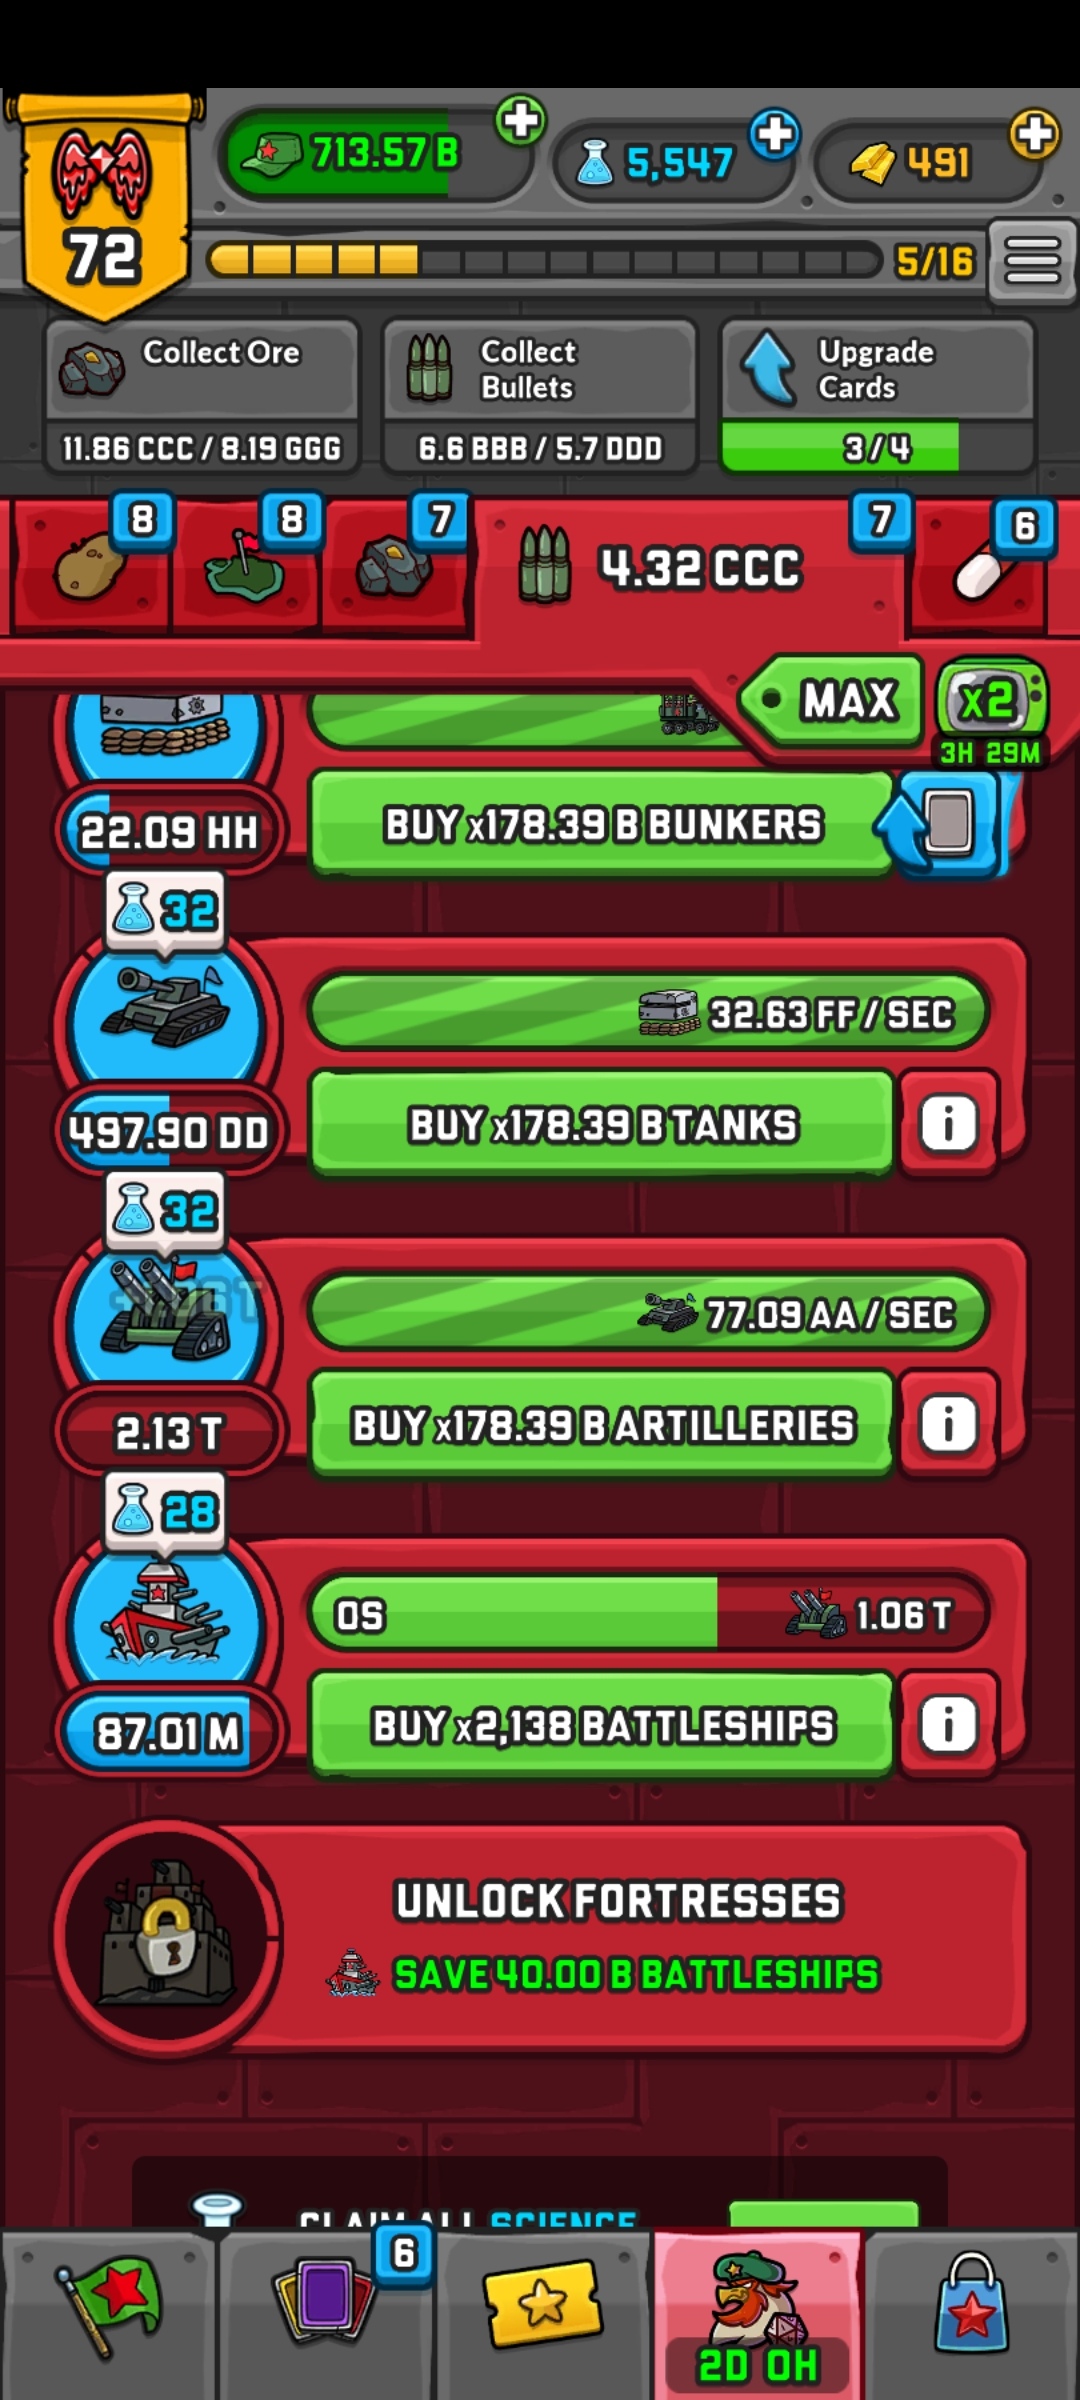 713.57 B
5,547
491
72
5/16
Collect Ore
11.86 CCC / 8.19 GGG
Collect
Bullets
6.6 BBB / 5.7 DDD
Upgrade
Cards
3/4
8
8
7
4.32 CCC
7
6
MAX
x2
3H 29M
22.09 HH
BUY x178.39 B BUNKERS
32
32.63 FF / SEC
497.90 DD
BUY x178.39 B TANKS
32
77.09 AA / SEC
2.13 T
BUY x178.39 B ARTILLERIES
28
0S
1.06 T
87.01 M
BUY x2,138 BATTLESHIPS
UNLOCK FORTRESSES
SAVE 40.00 B BATTLESHIPS
CLAIM ALL SCIENCE
6
2D 0H